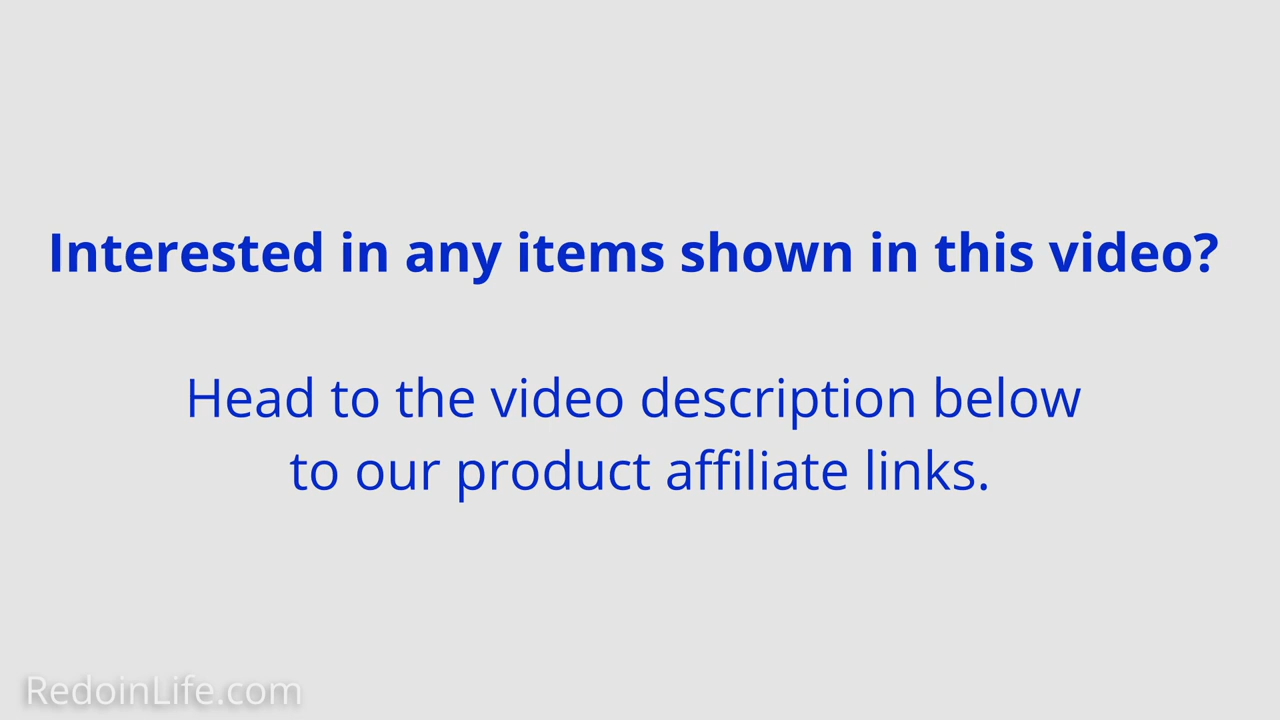 Interested in any items shown in this video?
Head to the video description below
to our product affiliate links.
RedoinLife.com